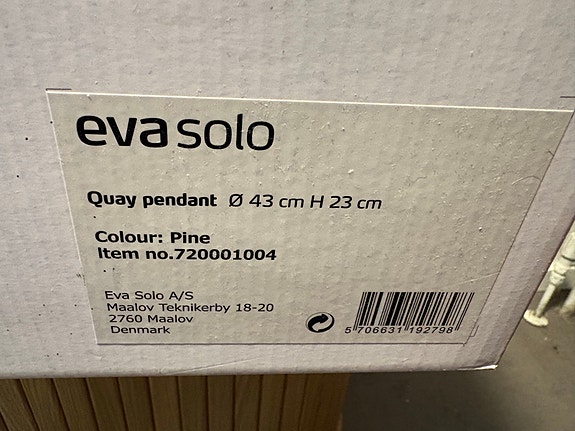 eva solo
Quay pendant Ø 43 cm H 23 cm
Colour: Pine
Item no.720001004
Eva Solo A/S
Maalov Teknikerby 18-20
2760 Maalov
Denmark
5 706631 192798